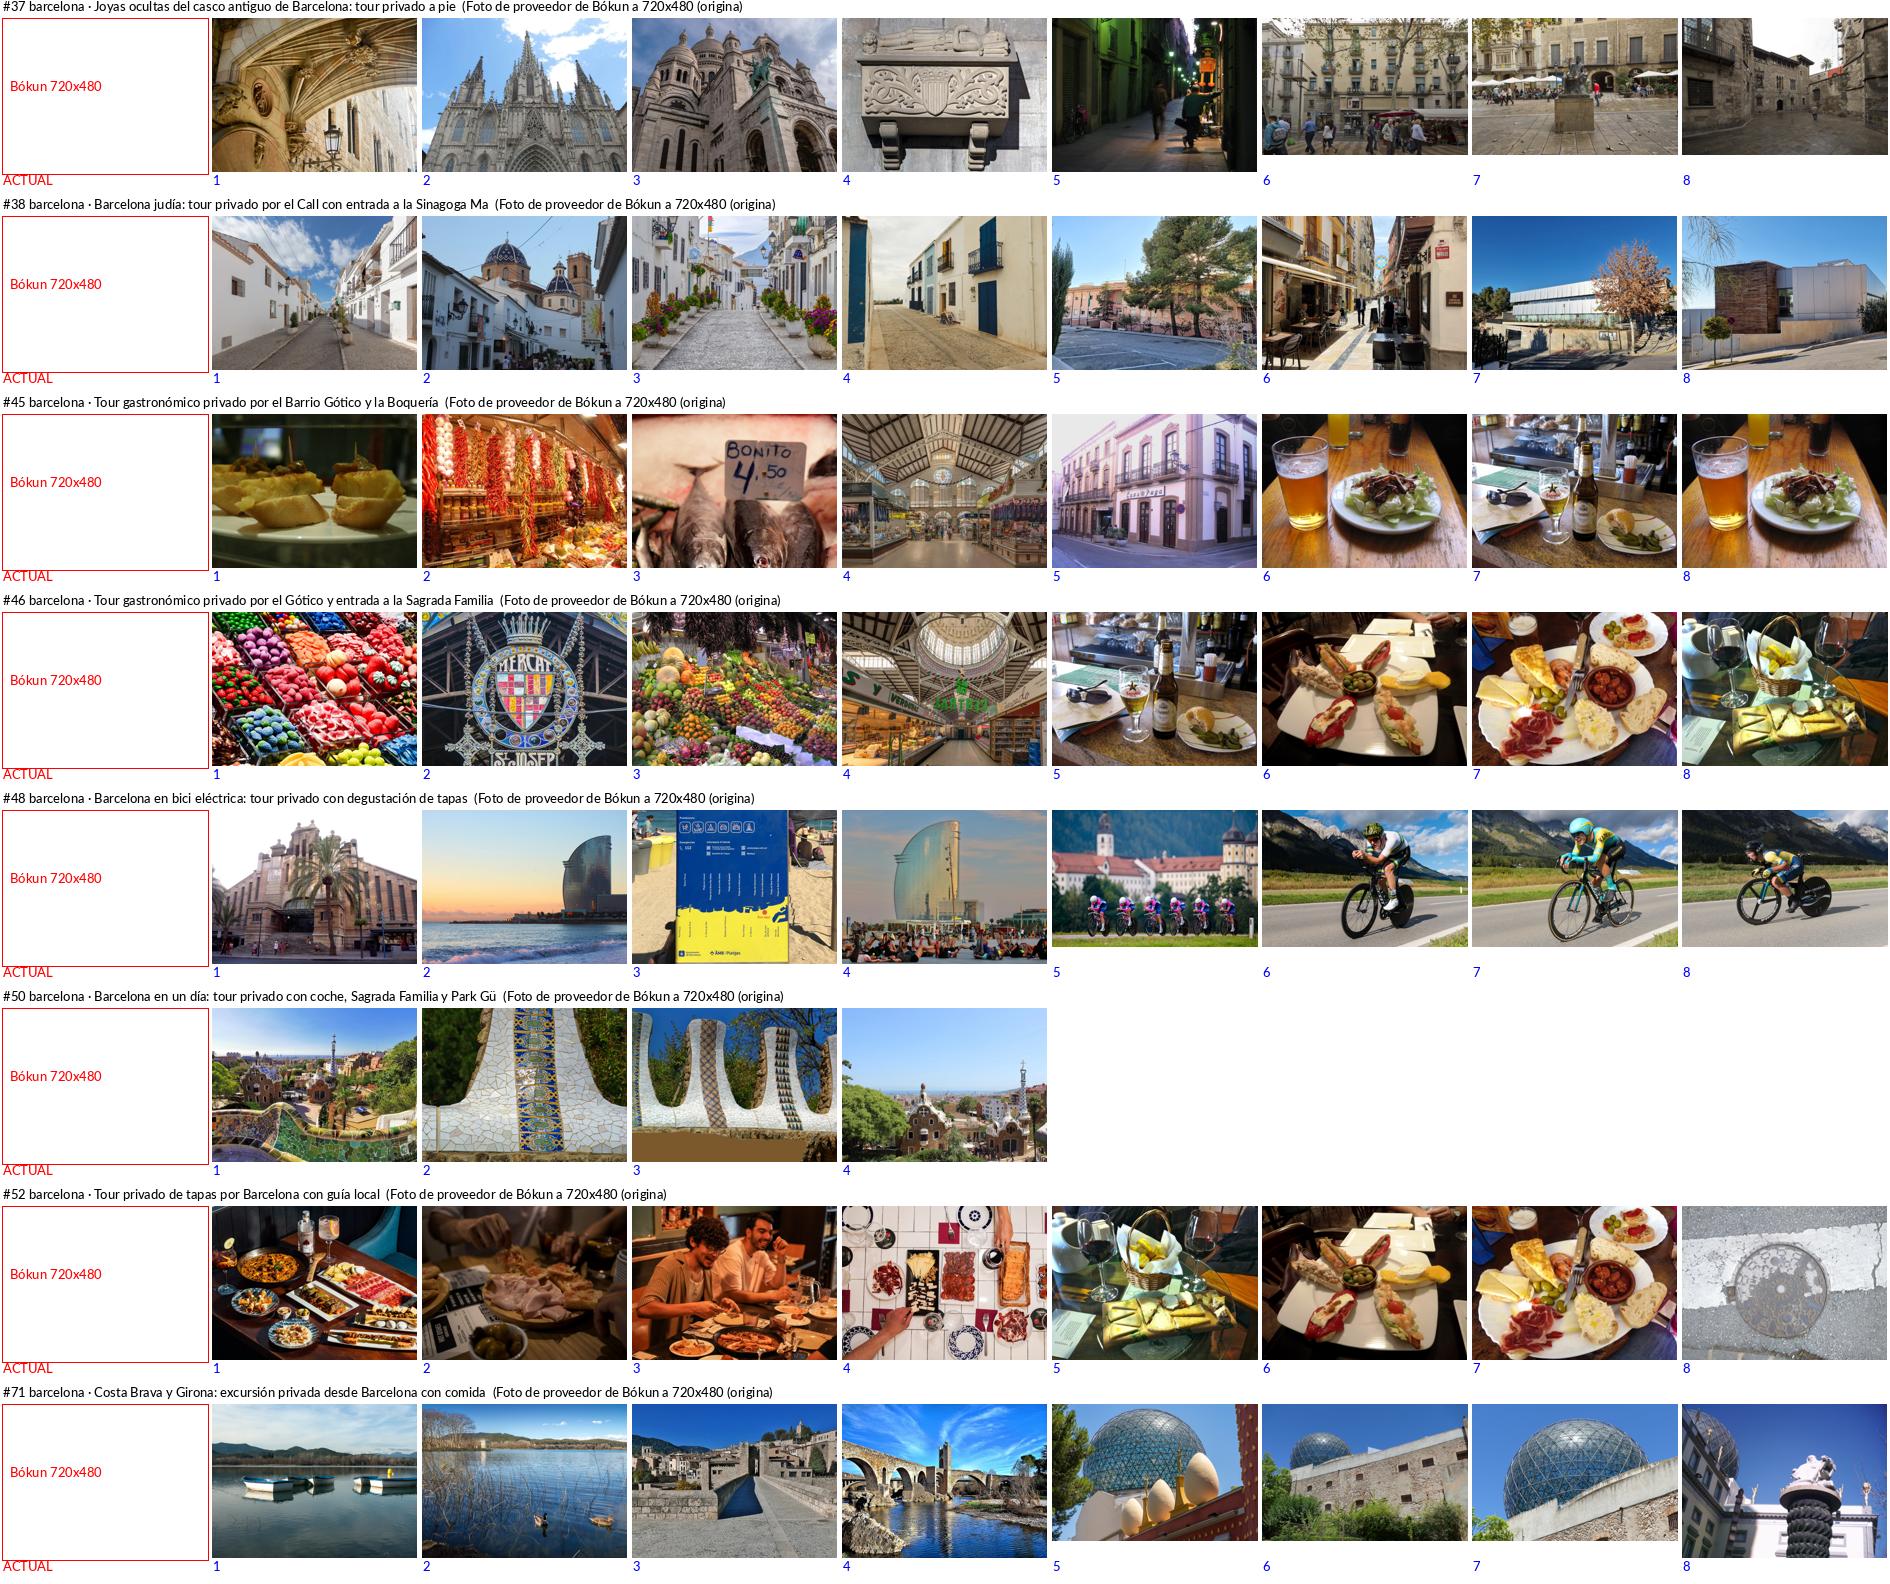 #37 barcelona · Joyas ocultas del casco antiguo de Barcelona: tour privado a pie (Foto de proveedor de Bókun a 720x480 (origina)
Bókun 720x480
ACTUAL 1 2 3 4 5 6 7 8
#38 barcelona · Barcelona judía: tour privado por el Call con entrada a la Sinagoga Ma (Foto de proveedor de Bókun a 720x480 (origina)
Bókun 720x480
ACTUAL 1 2 3 4 5 6 7 8
#45 barcelona · Tour gastronómico privado por el Barrio Gótico y la Boquería (Foto de proveedor de Bókun a 720x480 (origina)
Bókun 720x480
BONITO
4.50
ACTUAL 1 2 3 4 5 6 7 8
#46 barcelona · Tour gastronómico privado por el Gótico y entrada a la Sagrada Familia (Foto de proveedor de Bókun a 720x480 (origina)
Bókun 720x480
MERCAT
ST. JOSEP
ACTUAL 1 2 3 4 5 6 7 8
#48 barcelona · Barcelona en bici eléctrica: tour privado con degustación de tapas (Foto de proveedor de Bókun a 720x480 (origina)
Bókun 720x480
ACTUAL 1 2 3 4 5 6 7 8
#50 barcelona · Barcelona en un día: tour privado con coche, Sagrada Familia y Park Gü (Foto de proveedor de Bókun a 720x480 (origina)
Bókun 720x480
ACTUAL 1 2 3 4
#52 barcelona · Tour privado de tapas por Barcelona con guía local (Foto de proveedor de Bókun a 720x480 (origina)
Bókun 720x480
ACTUAL 1 2 3 4 5 6 7 8
#71 barcelona · Costa Brava y Girona: excursión privada desde Barcelona con comida (Foto de proveedor de Bókun a 720x480 (origina)
Bókun 720x480
ACTUAL 1 2 3 4 5 6 7 8